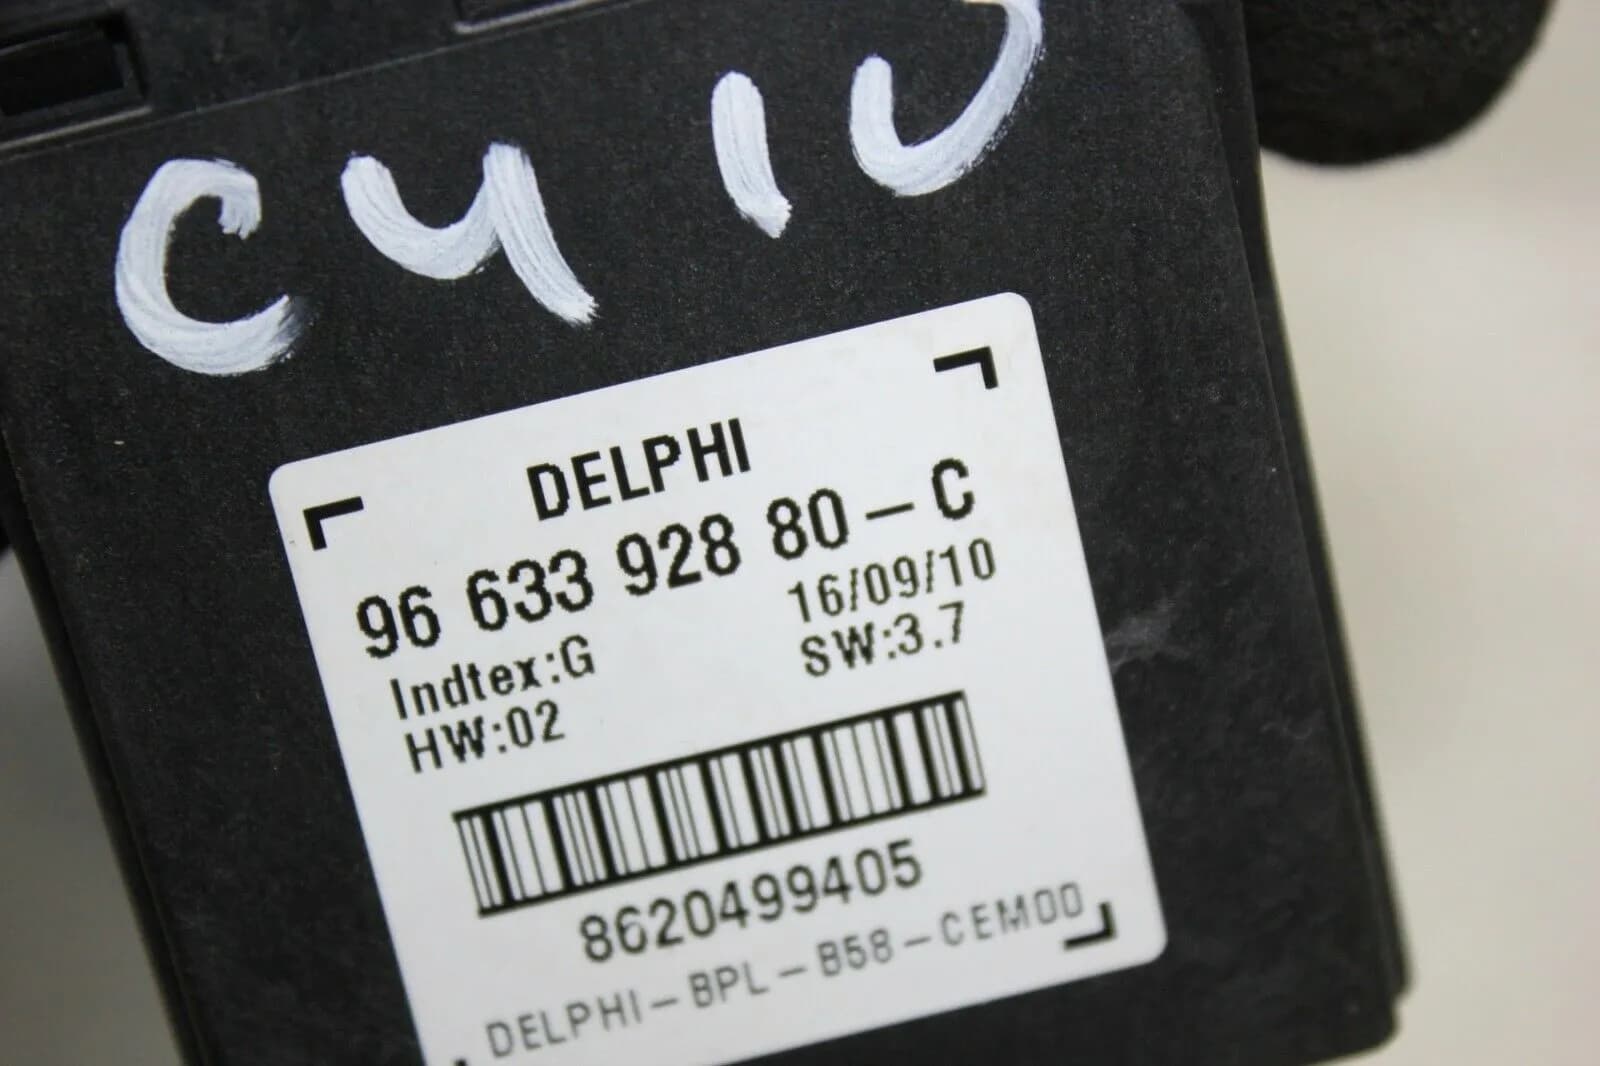 C4 10
DELPHI
96 633 928 80-C
16/09/10
Indtex:G
SW:3.7
HW:02
8620499405
DELPHI-BPL-B58-CEM00